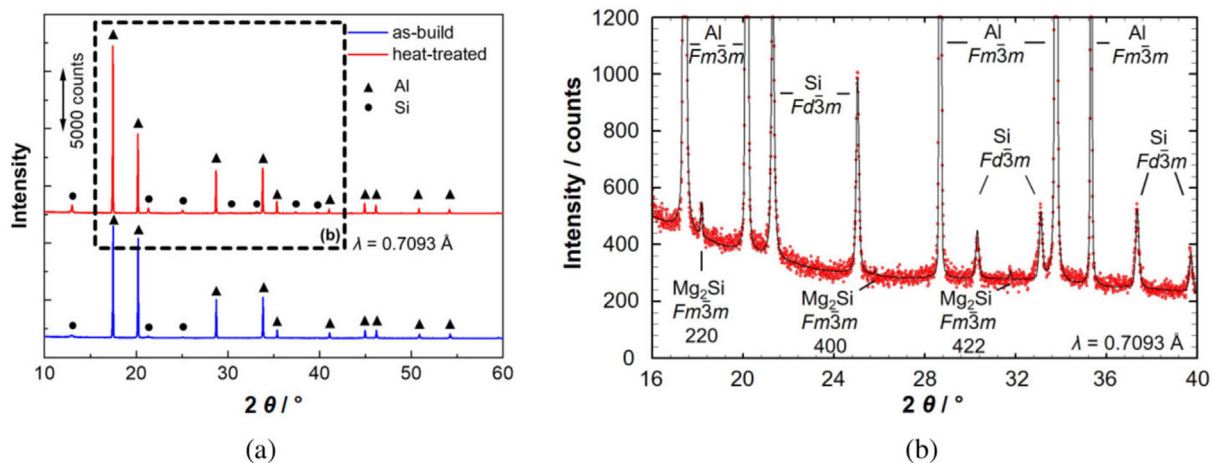 as-build
heat-treated
▲ Al
● Si
5000 counts
Intensity
(b)
λ = 0.7093 Å
10 20 30 40 50 60
2 θ / °
(a)
1200
1000
800
600
400
200
0
Intensity / counts
Al
Fm3̄m
Si
Fd3̄m
Al
Fm3̄m
Al
Fm3̄m
Si
Fd3̄m
Si
Fd3̄m
Mg₂Si
Fm3̄m
220
Mg₂Si
Fm3̄m
400
Mg₂Si
Fm3̄m
422
λ = 0.7093 Å
16 20 24 28 32 36 40
2 θ / °
(b)